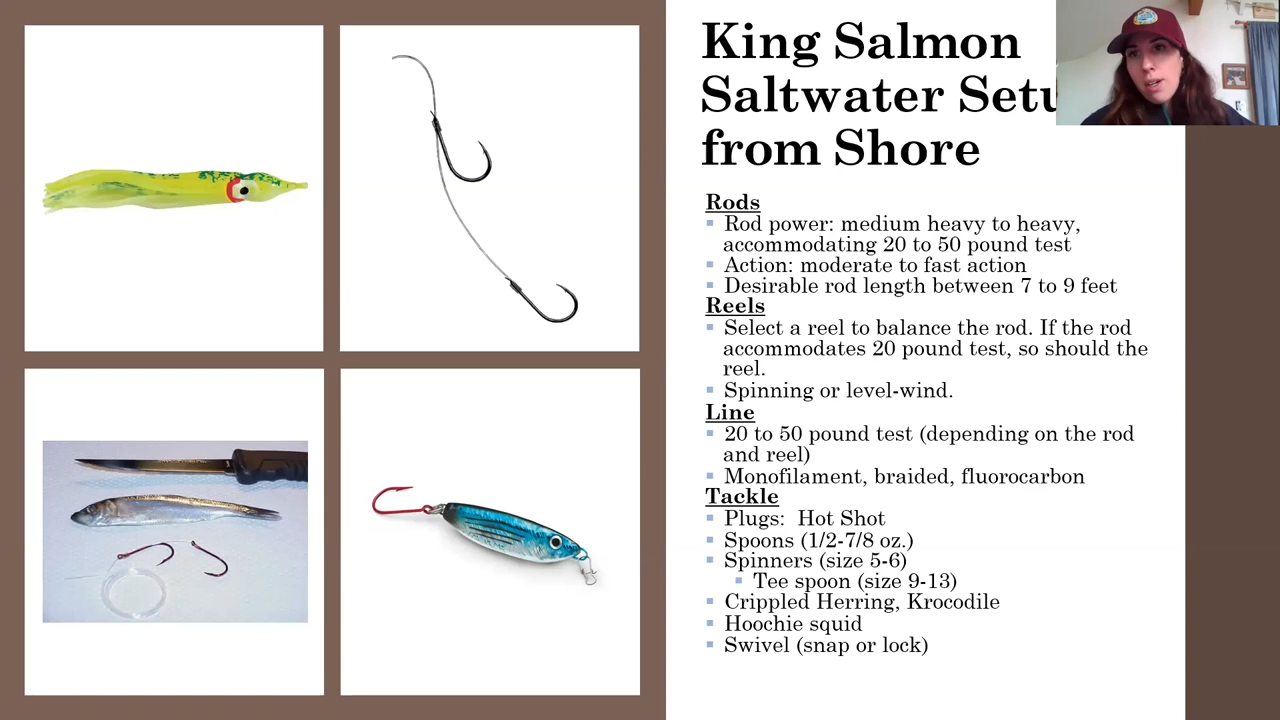 King Salmon
Saltwater Setu
from Shore
Rods
Rod power: medium heavy to heavy,
accommodating 20 to 50 pound test
Action: moderate to fast action
Desirable rod length between 7 to 9 feet
Reels
Select a reel to balance the rod. If the rod
accommodates 20 pound test, so should the
reel.
Spinning or level-wind.
Line
20 to 50 pound test (depending on the rod
and reel)
Monofilament, braided, fluorocarbon
Tackle
Plugs:  Hot Shot
Spoons (1/2-7/8 oz.)
Spinners (size 5-6)
Tee spoon (size 9-13)
Crippled Herring, Krocodile
Hoochie squid
Swivel (snap or lock)